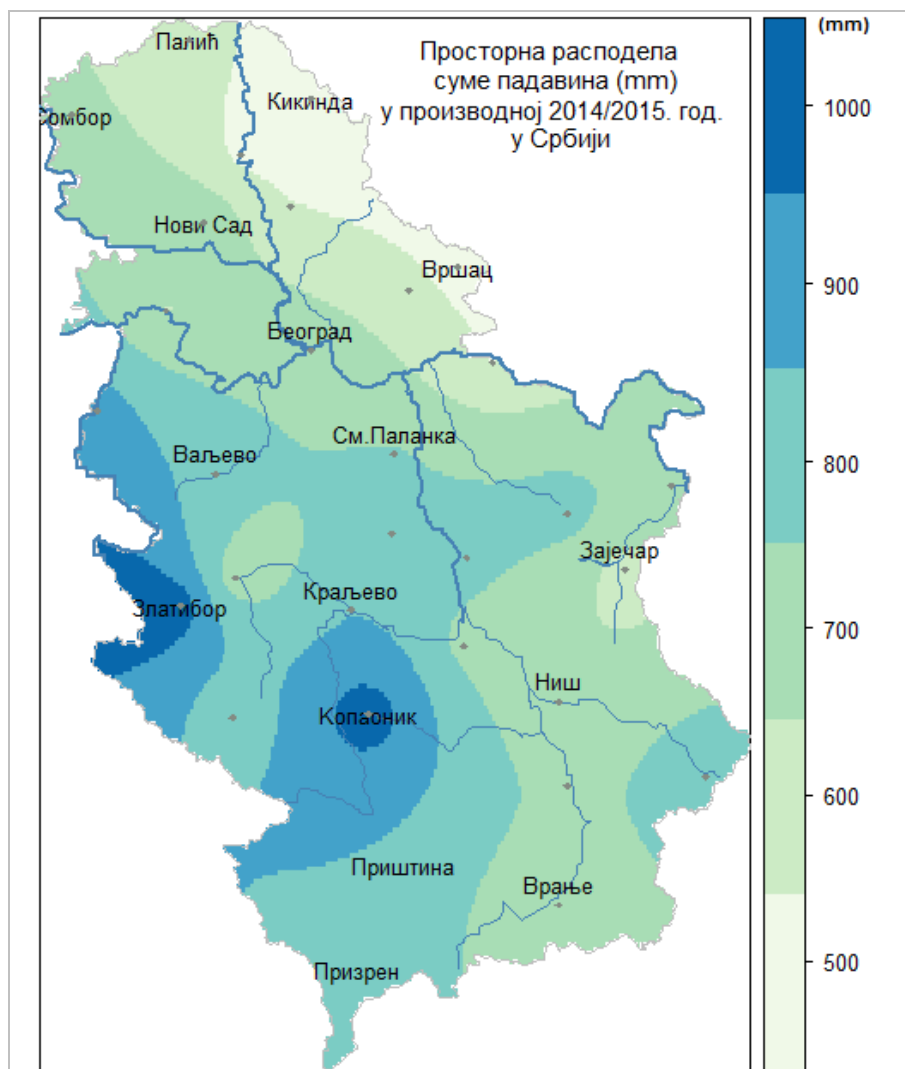 Просторна расподела
суме падавина (mm)
у производној 2014/2015. год.
у Србији
(mm)
1000
900
800
700
600
500
Палић
Кикинда
Сомбор
Нови Сад
Вршац
Београд
См.Паланка
Ваљево
Зајечар
Краљево
Златибор
Ниш
Копаоник
Приштина
Врање
Призрен